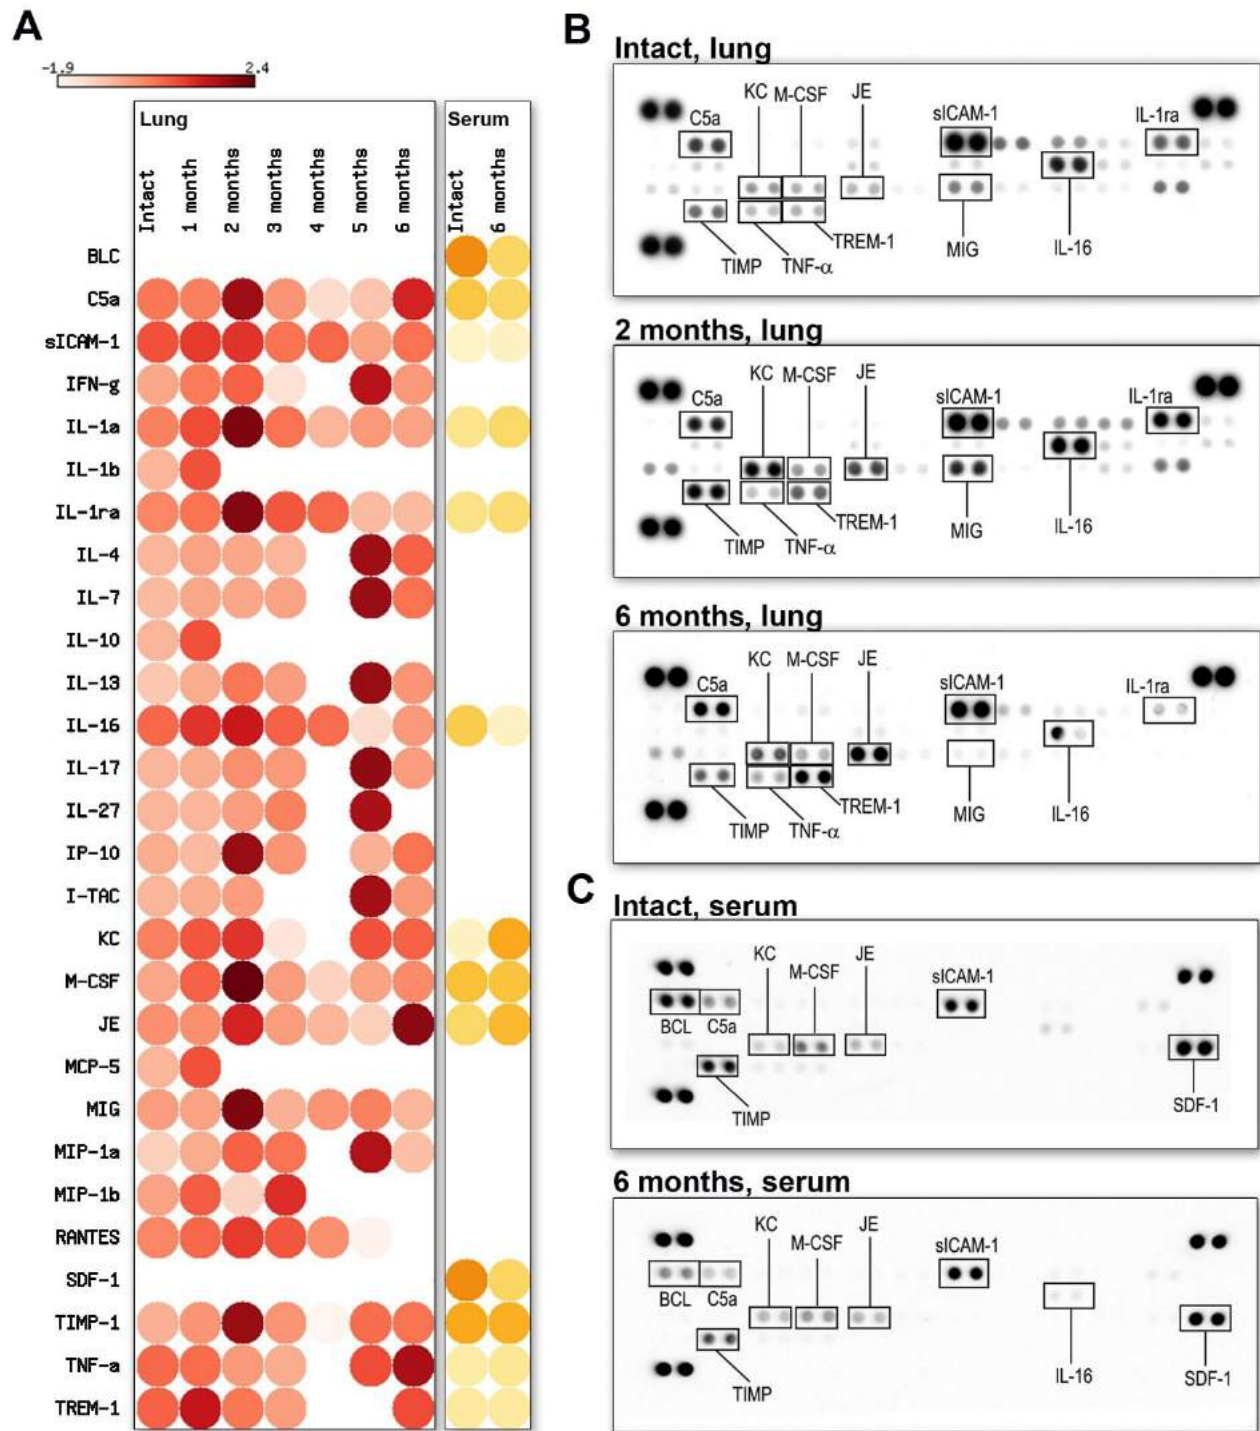 A
-1.9 2.4
Lung Serum
Intact
1 month
2 months
3 months
4 months
5 months
6 months
Intact
6 months
BLC
C5a
sICAM-1
IFN-g
IL-1a
IL-1b
IL-1ra
IL-4
IL-7
IL-10
IL-13
IL-16
IL-17
IL-27
IP-10
I-TAC
KC
M-CSF
JE
MCP-5
MIG
MIP-1a
MIP-1b
RANTES
SDF-1
TIMP-1
TNF-a
TREM-1
B
Intact, lung
KC M-CSF JE
C5a sICAM-1 IL-1ra
TREM-1 MIG IL-16
TIMP TNF-α
2 months, lung
KC M-CSF JE
C5a sICAM-1 IL-1ra
TREM-1 MIG IL-16
TIMP TNF-α
6 months, lung
KC M-CSF JE
C5a sICAM-1 IL-1ra
TREM-1 MIG IL-16
TIMP TNF-α
C
Intact, serum
KC M-CSF JE
sICAM-1
BCL C5a
SDF-1
TIMP
6 months, serum
KC M-CSF JE
sICAM-1
BCL C5a
IL-16 SDF-1
TIMP